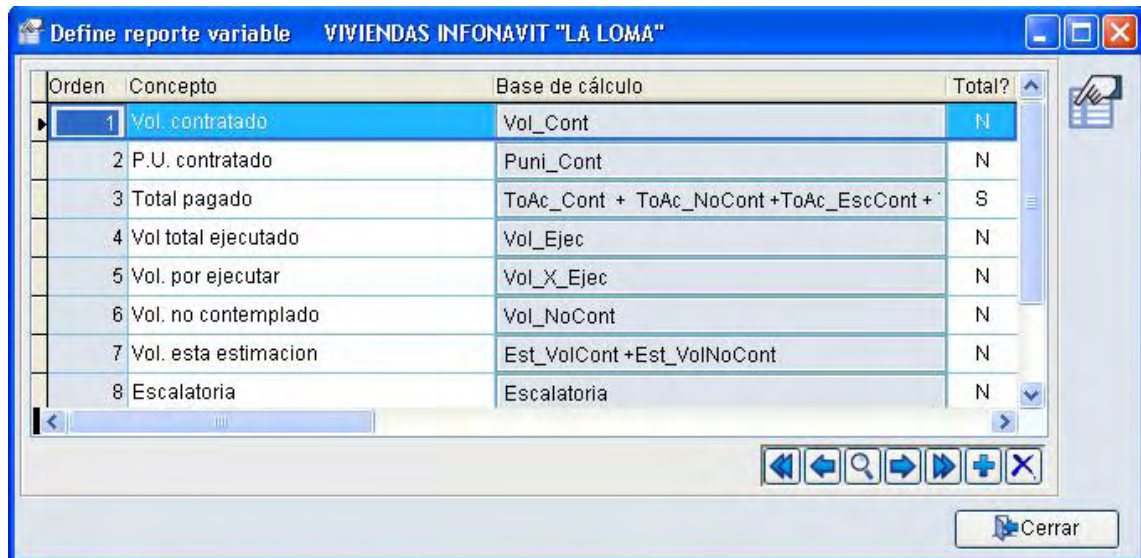 Define reporte variable VIVIENDAS INFONAVIT "LA LOMA"
Orden Concepto Base de cálculo Total?
1 Vol. contratado Vol_Cont N
2 P.U. contratado Puni_Cont N
3 Total pagado ToAc_Cont + ToAc_NoCont +ToAc_EscCont + S
4 Vol total ejecutado Vol_Ejec N
5 Vol. por ejecutar Vol_X_Ejec N
6 Vol. no contemplado Vol_NoCont N
7 Vol. esta estimacion Est_VolCont +Est_VolNoCont N
8 Escalatoria Escalatoria N
Cerrar